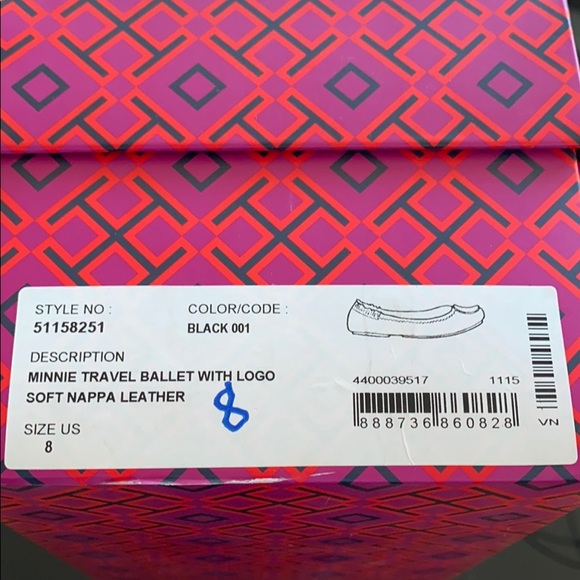 STYLE NO :
51158251
COLOR/CODE :
BLACK 001
DESCRIPTION
MINNIE TRAVEL BALLET WITH LOGO
SOFT NAPPA LEATHER
8
SIZE US
8
4400039517 1115
888736860828
VN